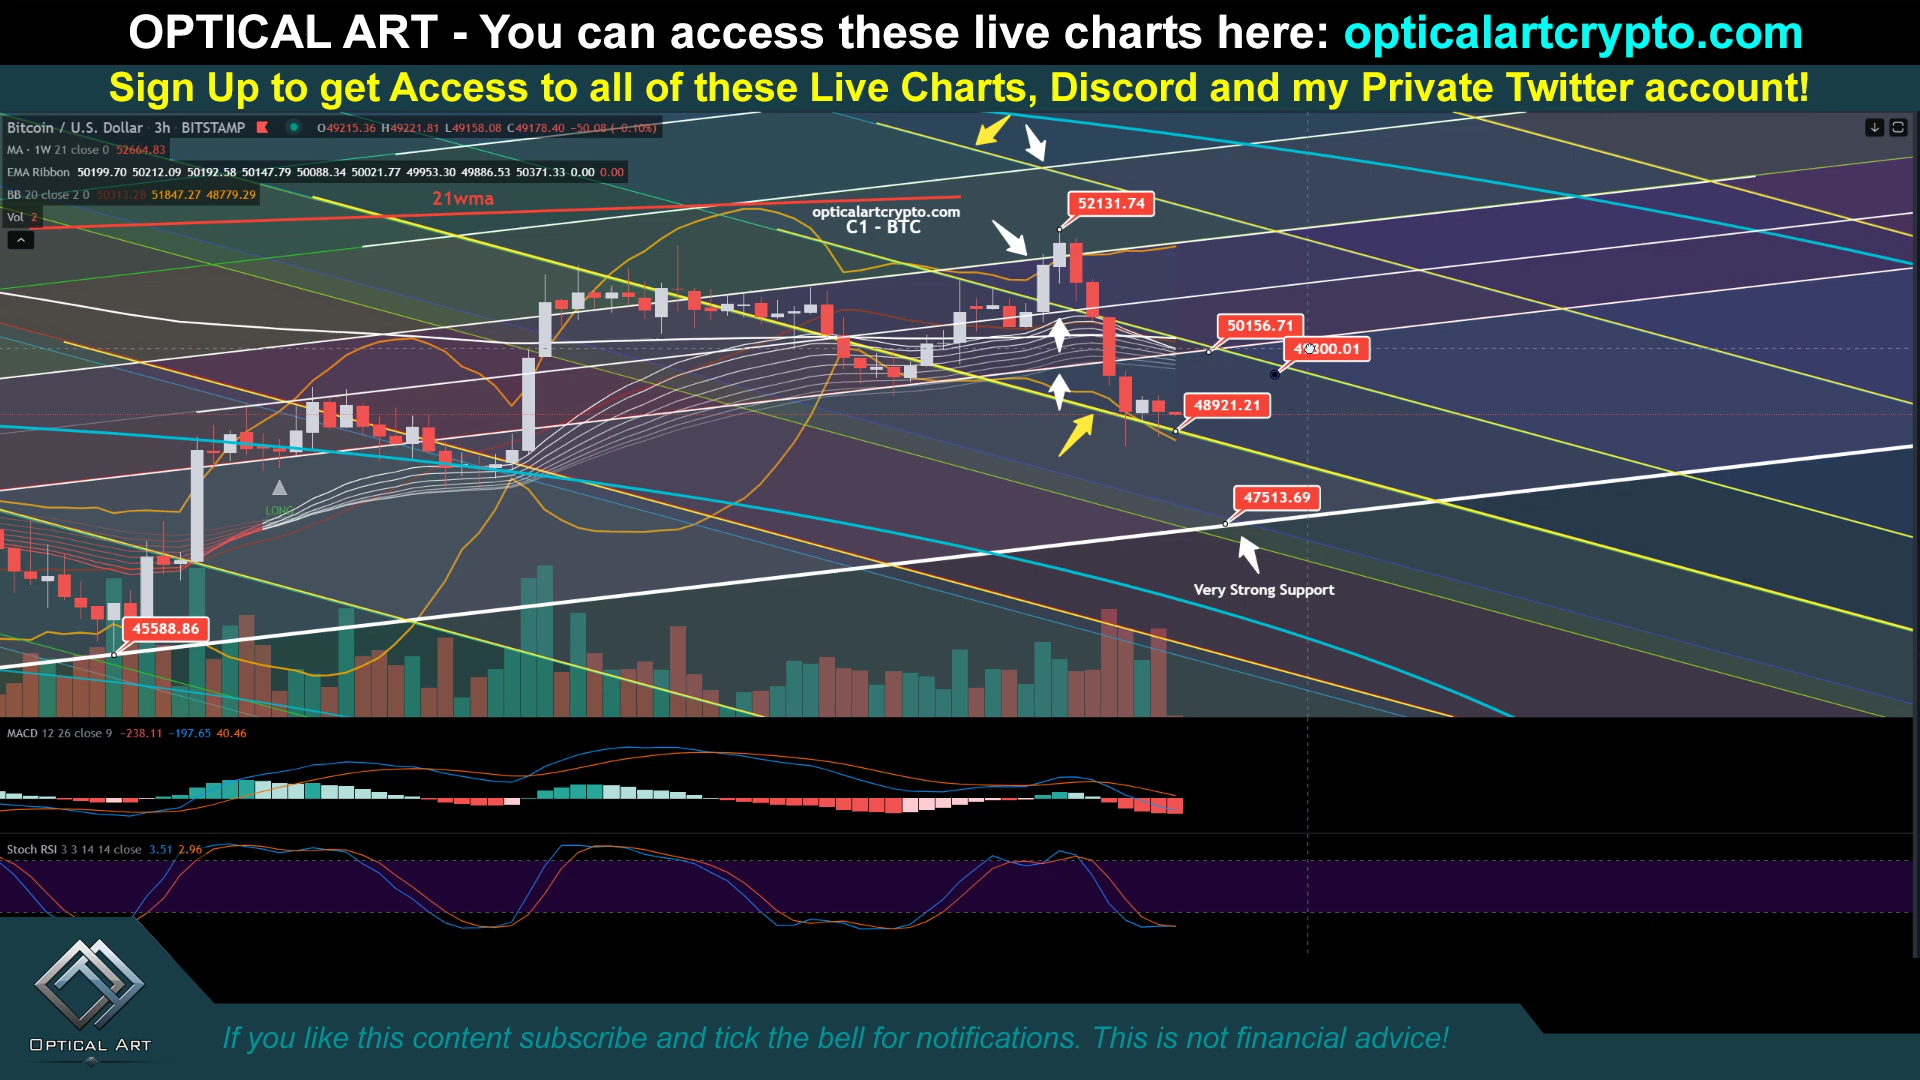 OPTICAL ART - You can access these live charts here: opticalartcrypto.com
Sign Up to get Access to all of these Live Charts, Discord and my Private Twitter account!
Bitcoin / U.S. Dollar · 3h · BITSTAMP O49215.36 H49221.81 L49158.08 C49178.40 −50.08 (−0.10%)
MA · 1W 21 close 0 52664.83
EMA Ribbon 50199.70 50212.09 50192.58 50147.79 50088.34 50021.77 49953.30 49886.53 50371.33 0.00 0.00
BB 20 close 2 0 50313.28 51847.27 48779.29
Vol 2
21wma
opticalartcrypto.com
C1 - BTC
52131.74
50156.71
48921.21
47513.69
Very Strong Support
LONG
45588.86
MACD 12 26 close 9 −238.11 −197.65 40.46
Stoch RSI 3 3 14 14 close 3.51 2.96
OPTICAL ART
If you like this content subscribe and tick the bell for notifications. This is not financial advice!